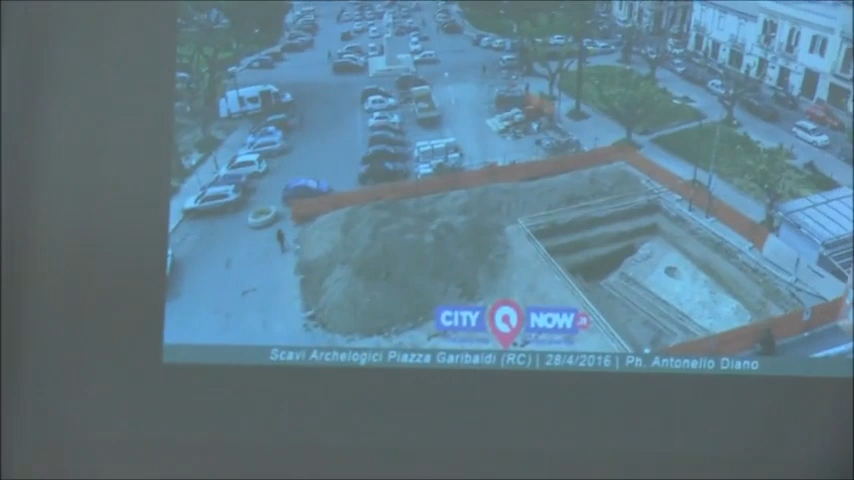 CITY NOW
Scavi Archelogici Piazza Garibaldi (RC) | 28/4/2016 | Ph. Antonello Diano